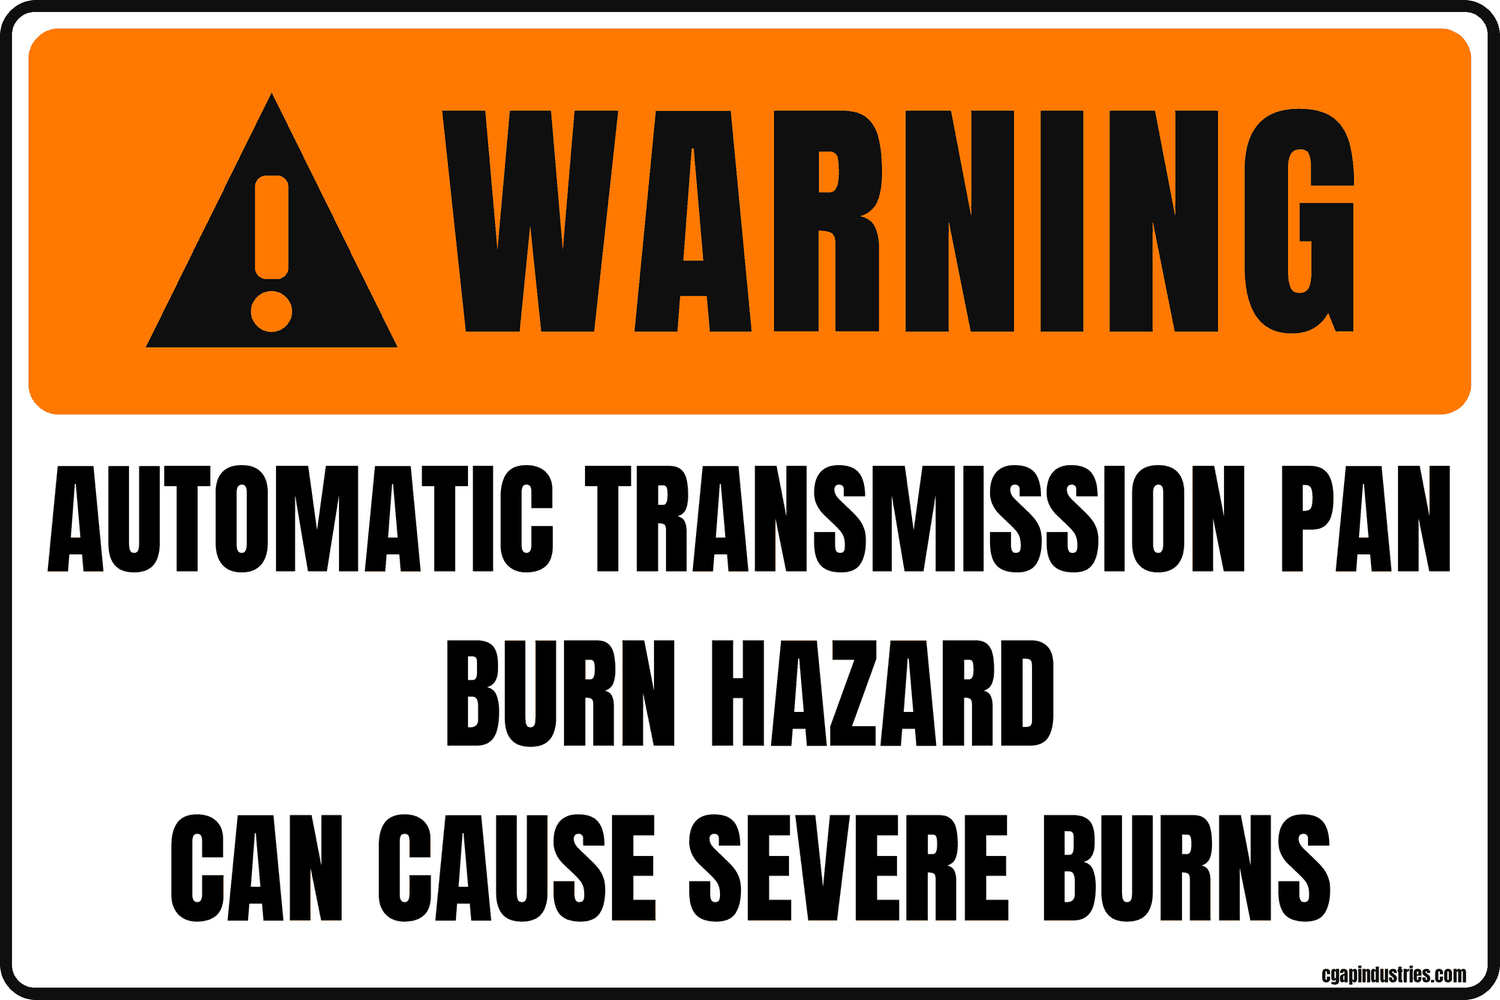 WARNING
AUTOMATIC TRANSMISSION PAN
BURN HAZARD
CAN CAUSE SEVERE BURNS
cgapindustries.com